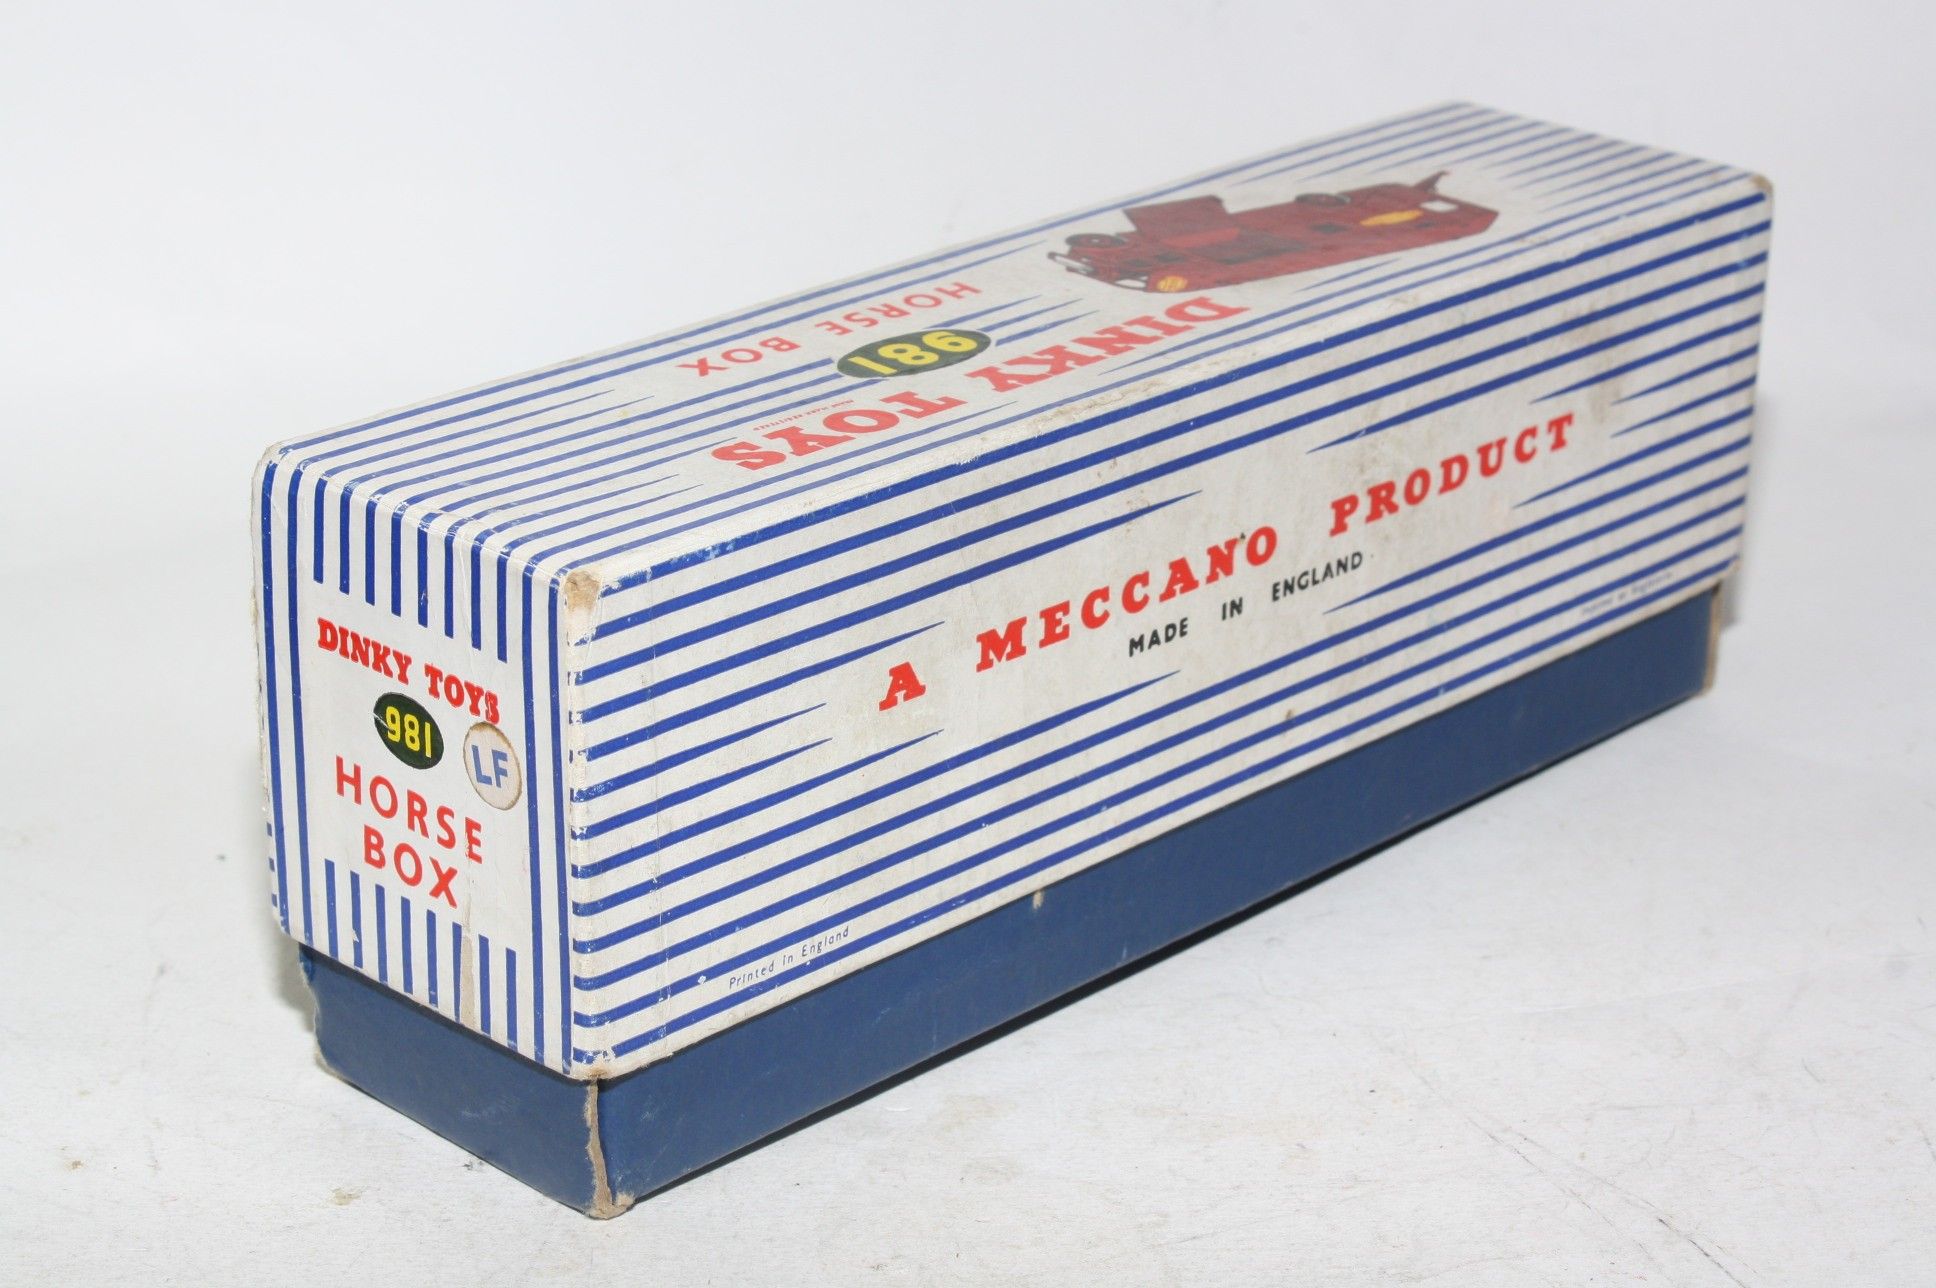 HORSE BOX
981
DINKY TOYS
A MECCANO PRODUCT
MADE IN ENGLAND
Printed in England
DINKY TOYS
981
LF
HORSE
BOX